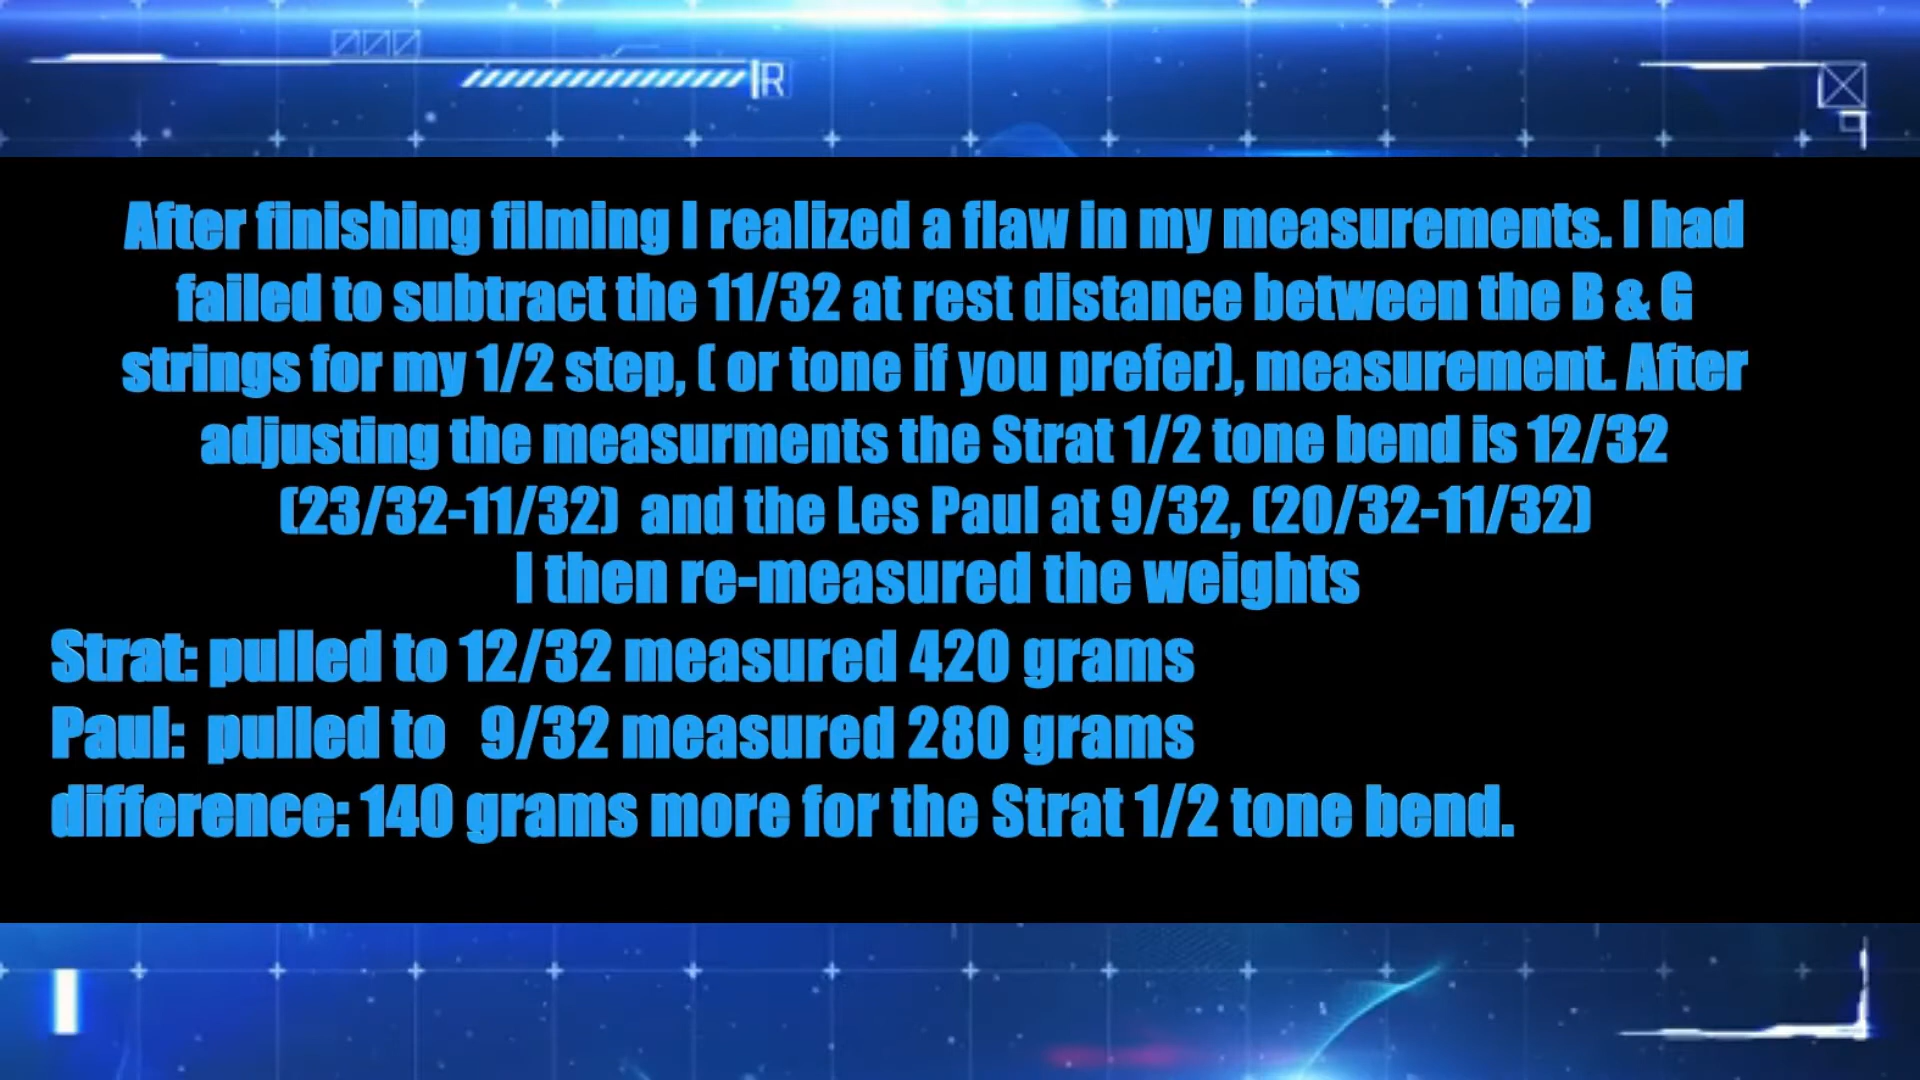 R
After finishing filming I realized a flaw in my measurements. I had
failed to subtract the 11/32 at rest distance between the B & G
strings for my 1/2 step, ( or tone if you prefer), measurement. After
adjusting the measurments the Strat 1/2 tone bend is 12/32
(23/32-11/32) and the Les Paul at 9/32, (20/32-11/32)
I then re-measured the weights
Strat: pulled to 12/32 measured 420 grams
Paul: pulled to 9/32 measured 280 grams
difference: 140 grams more for the Strat 1/2 tone bend.